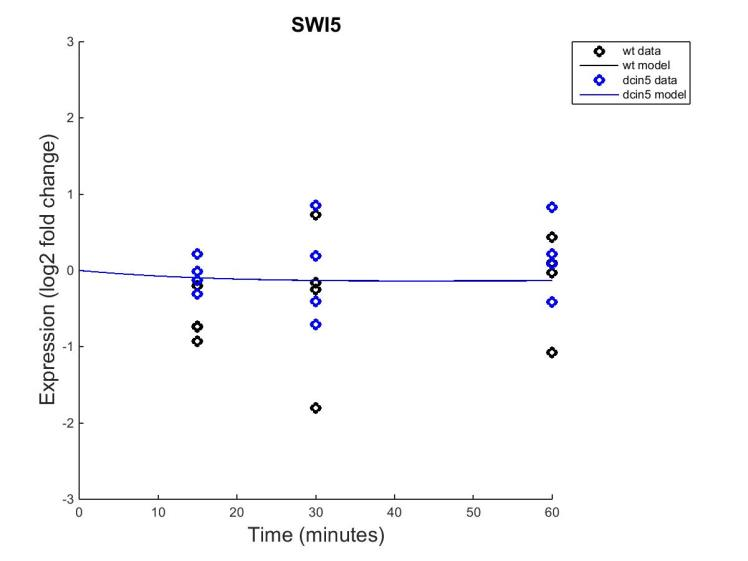 SWI5
wt data
wt model
dcin5 data
dcin5 model
Expression (log2 fold change)
3
2
1
0
-1
-2
-3
0 10 20 30 40 50 60
Time (minutes)